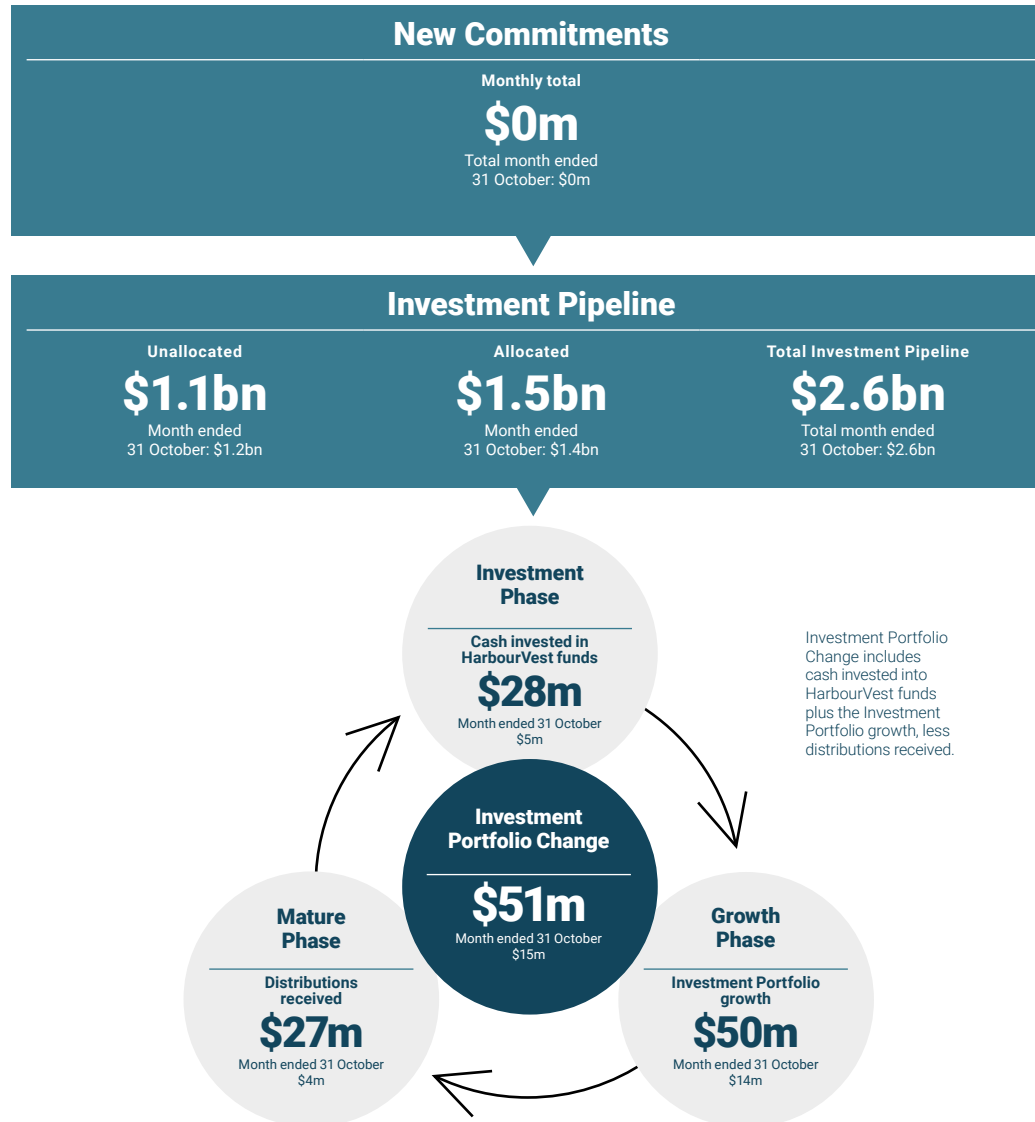 New Commitments
Monthly total
$0m
Total month ended
31 October: $0m
Investment Pipeline
Unallocated
$1.1bn
Month ended
31 October: $1.2bn
Allocated
$1.5bn
Month ended
31 October: $1.4bn
Total Investment Pipeline
$2.6bn
Total month ended
31 October: $2.6bn
Investment
Phase
Cash invested in
HarbourVest funds
$28m
Month ended 31 October
$5m
Investment Portfolio
Change includes
cash invested into
HarbourVest funds
plus the Investment
Portfolio growth, less
distributions received.
Investment
Portfolio Change
$51m
Month ended 31 October
$15m
Mature
Phase
Distributions
received
$27m
Month ended 31 October
$4m
Growth
Phase
Investment Portfolio
growth
$50m
Month ended 31 October
$14m